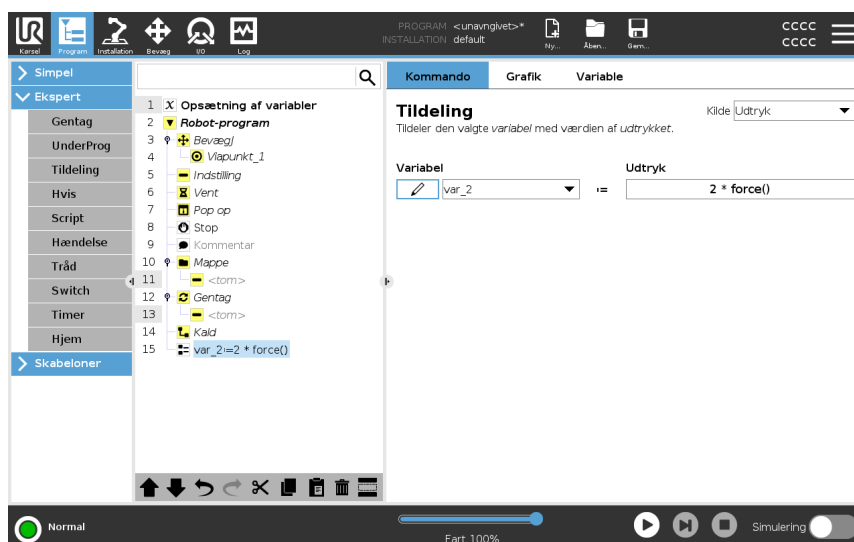 PROGRAM <unavngivet>*
INSTALLATION default
CCCC
CCCC
Kørsel Program Installation Bevæg I/O Log Ny... Åben... Gem...
Simpel
Ekspert
Gentag
UnderProg
Tildeling
Hvis
Script
Hændelse
Tråd
Switch
Timer
Hjem
Skabeloner
1 X Opsætning af variabler
2 Robot-program
3 BevægJ
4 Viapunkt_1
5 Indstilling
6 Vent
7 Pop op
8 Stop
9 Kommentar
10 Mappe
11 <tom>
12 Gentag
13 <tom>
14 Kald
15 var_2:=2 * force()
Kommando Grafik Variable
Tildeling
Kilde Udtryk
Tildeler den valgte variabel med værdien af udtrykket.
Variabel Udtryk
var_2 := 2 * force()
Normal
Fart 100%
Simulering